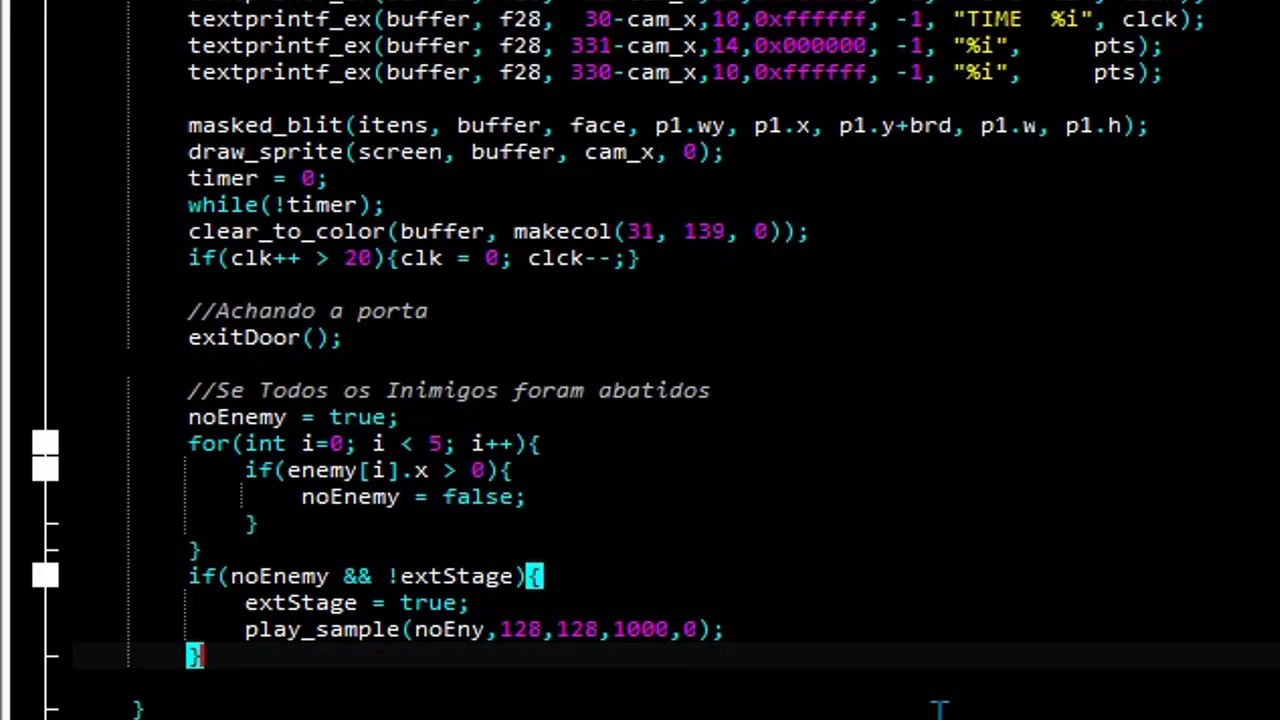 textprintf_ex(buffer, f28, 30-cam_x,10,0xffffff, -1, "TIME %i", clck);
textprintf_ex(buffer, f28, 331-cam_x,14,0x000000, -1, "%i", pts);
textprintf_ex(buffer, f28, 330-cam_x,10,0xffffff, -1, "%i", pts);
masked_blit(itens, buffer, face, p1.wy, p1.x, p1.y+brd, p1.w, p1.h);
draw_sprite(screen, buffer, cam_x, 0);
timer = 0;
while(!timer);
clear_to_color(buffer, makecol(31, 139, 0));
if(clk++ > 20){clk = 0; clck--;}
//Achando a porta
exitDoor();
//Se Todos os Inimigos foram abatidos
noEnemy = true;
for(int i=0; i < 5; i++){
if(enemy[i].x > 0){
noEnemy = false;
}
}
if(noEnemy && !extStage){
extStage = true;
play_sample(noEny,128,128,1000,0);
}
}